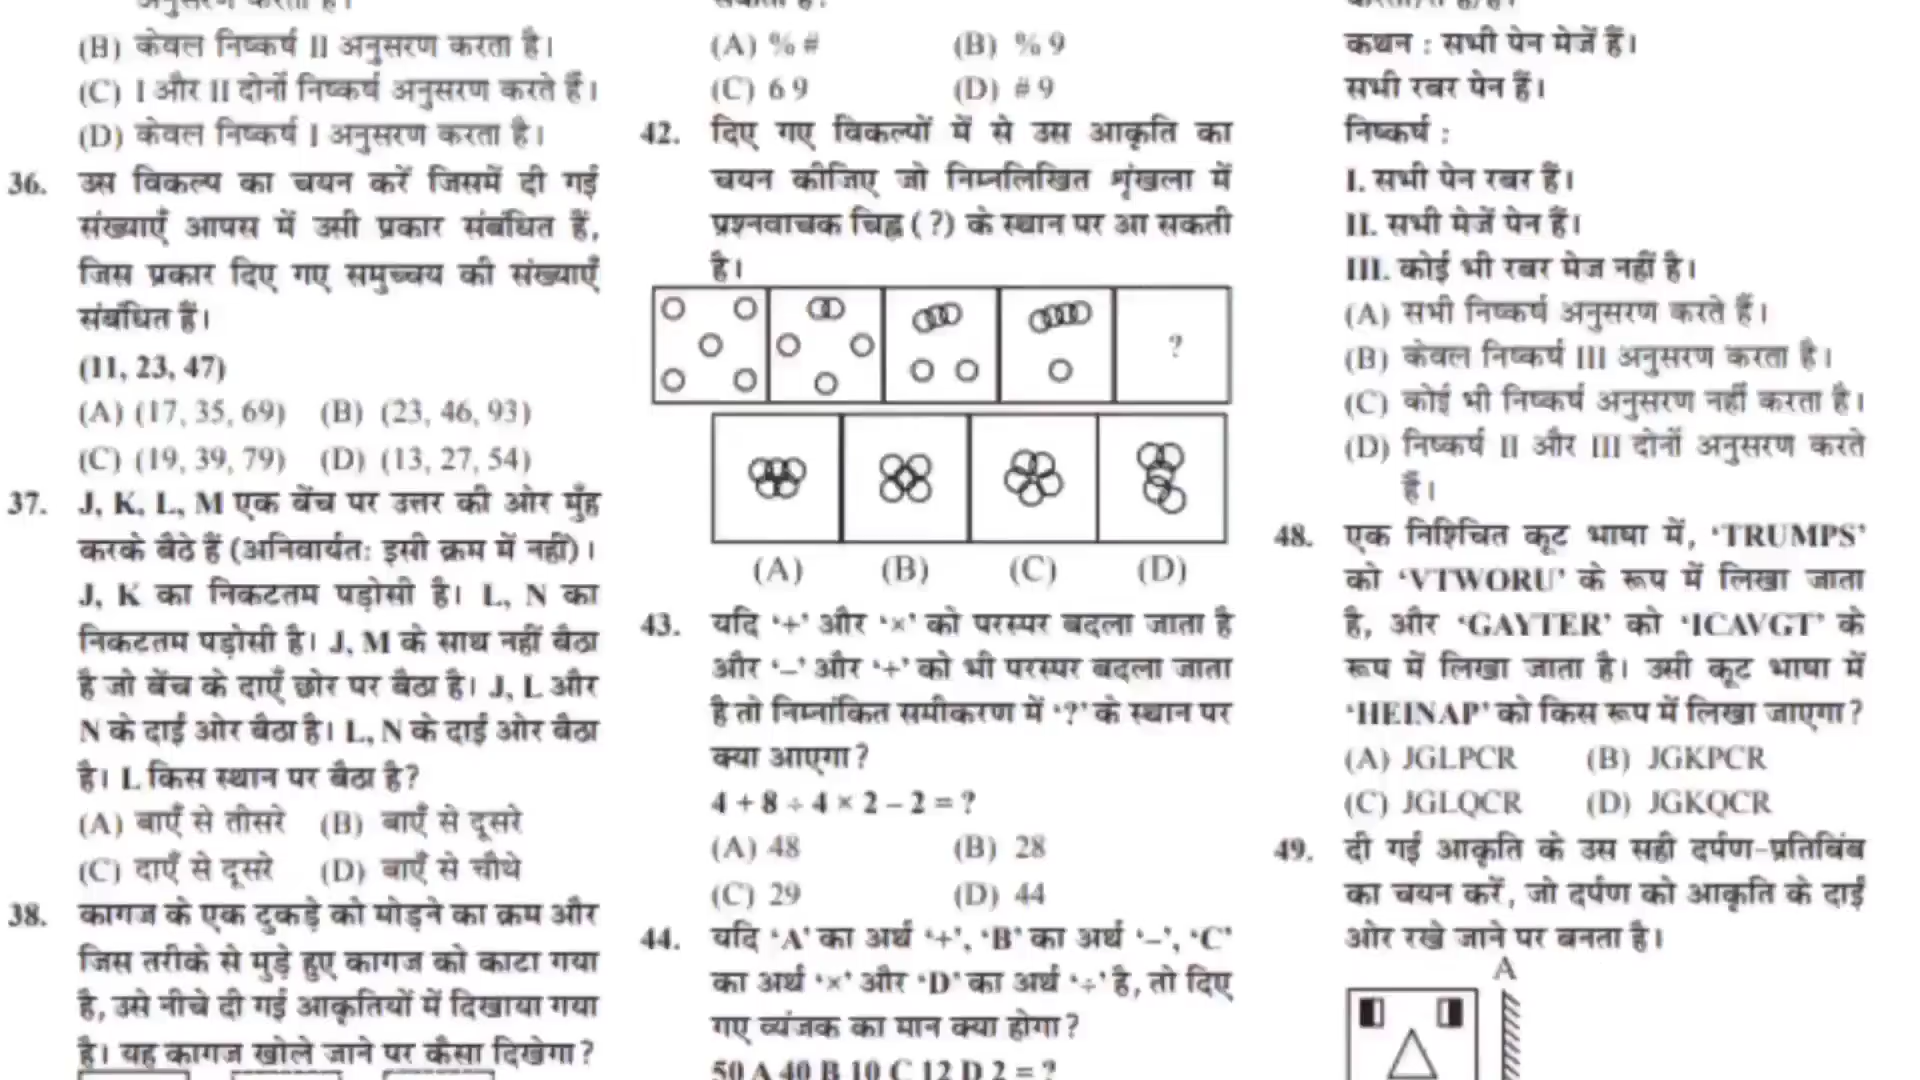 (B) केवल निष्कर्ष II अनुसरण करता है।
(C) I और II दोनों निष्कर्ष अनुसरण करते हैं।
(D) केवल निष्कर्ष I अनुसरण करता है।
36. उस विकल्प का चयन करें जिसमें दी गई
संख्याएँ आपस में उसी प्रकार संबंधित हैं,
जिस प्रकार दिए गए समुच्चय की संख्याएँ
संबंधित हैं।
(11, 23, 47)
(A) (17, 35, 69) (B) (23, 46, 93)
(C) (19, 39, 79) (D) (13, 27, 54)
37. J, K, L, M एक बेंच पर उत्तर की ओर मुँह
करके बैठे हैं (अनिवार्यतः इसी क्रम में नहीं)।
J, K का निकटतम पड़ोसी है। L, N का
निकटतम पड़ोसी है। J, M के साथ नहीं बैठा
है जो बेंच के दाएँ छोर पर बैठा है। J, L और
N के दाईं ओर बैठा है। L, N के दाईं ओर बैठा
है। L किस स्थान पर बैठा है?
(A) बाएँ से तीसरे (B) बाएँ से दूसरे
(C) दाएँ से दूसरे (D) बाएँ से चौथे
38. कागज के एक टुकड़े को मोड़ने का क्रम और
जिस तरीके से मुड़े हुए कागज को काटा गया
है, उसे नीचे दी गई आकृतियों में दिखाया गया
है। यह कागज खोले जाने पर कैसा दिखेगा?
(A) % # (B) % 9
(C) 6 9 (D) # 9
42. दिए गए विकल्पों में से उस आकृति का
चयन कीजिए जो निम्नलिखित शृंखला में
प्रश्नवाचक चिह्न (?) के स्थान पर आ सकती
है।
?
(A) (B) (C) (D)
43. यदि '+' और '×' को परस्पर बदला जाता है
और '–' और '÷' को भी परस्पर बदला जाता
है तो निम्नांकित समीकरण में '?' के स्थान पर
क्या आएगा?
4 + 8 ÷ 4 × 2 – 2 = ?
(A) 48 (B) 28
(C) 29 (D) 44
44. यदि 'A' का अर्थ '+', 'B' का अर्थ '–', 'C'
का अर्थ '×' और 'D' का अर्थ '÷' है, तो दिए
गए व्यंजक का मान क्या होगा?
50 A 40 B 10 C 12 D 2 = ?
कथन : सभी पेन मेजें हैं।
सभी रबर पेन हैं।
निष्कर्ष :
I. सभी पेन रबर हैं।
II. सभी मेजें पेन हैं।
III. कोई भी रबर मेज नहीं है।
(A) सभी निष्कर्ष अनुसरण करते हैं।
(B) केवल निष्कर्ष III अनुसरण करता है।
(C) कोई भी निष्कर्ष अनुसरण नहीं करता है।
(D) निष्कर्ष II और III दोनों अनुसरण करते
हैं।
48. एक निश्चित कूट भाषा में, 'TRUMPS'
को 'VTWORU' के रूप में लिखा जाता
है, और 'GAYTER' को 'ICAVGT' के
रूप में लिखा जाता है। उसी कूट भाषा में
'HEINAP' को किस रूप में लिखा जाएगा?
(A) JGLPCR (B) JGKPCR
(C) JGLQCR (D) JGKQCR
49. दी गई आकृति के उस सही दर्पण-प्रतिबिंब
का चयन करें, जो दर्पण को आकृति के दाईं
ओर रखे जाने पर बनता है।
A